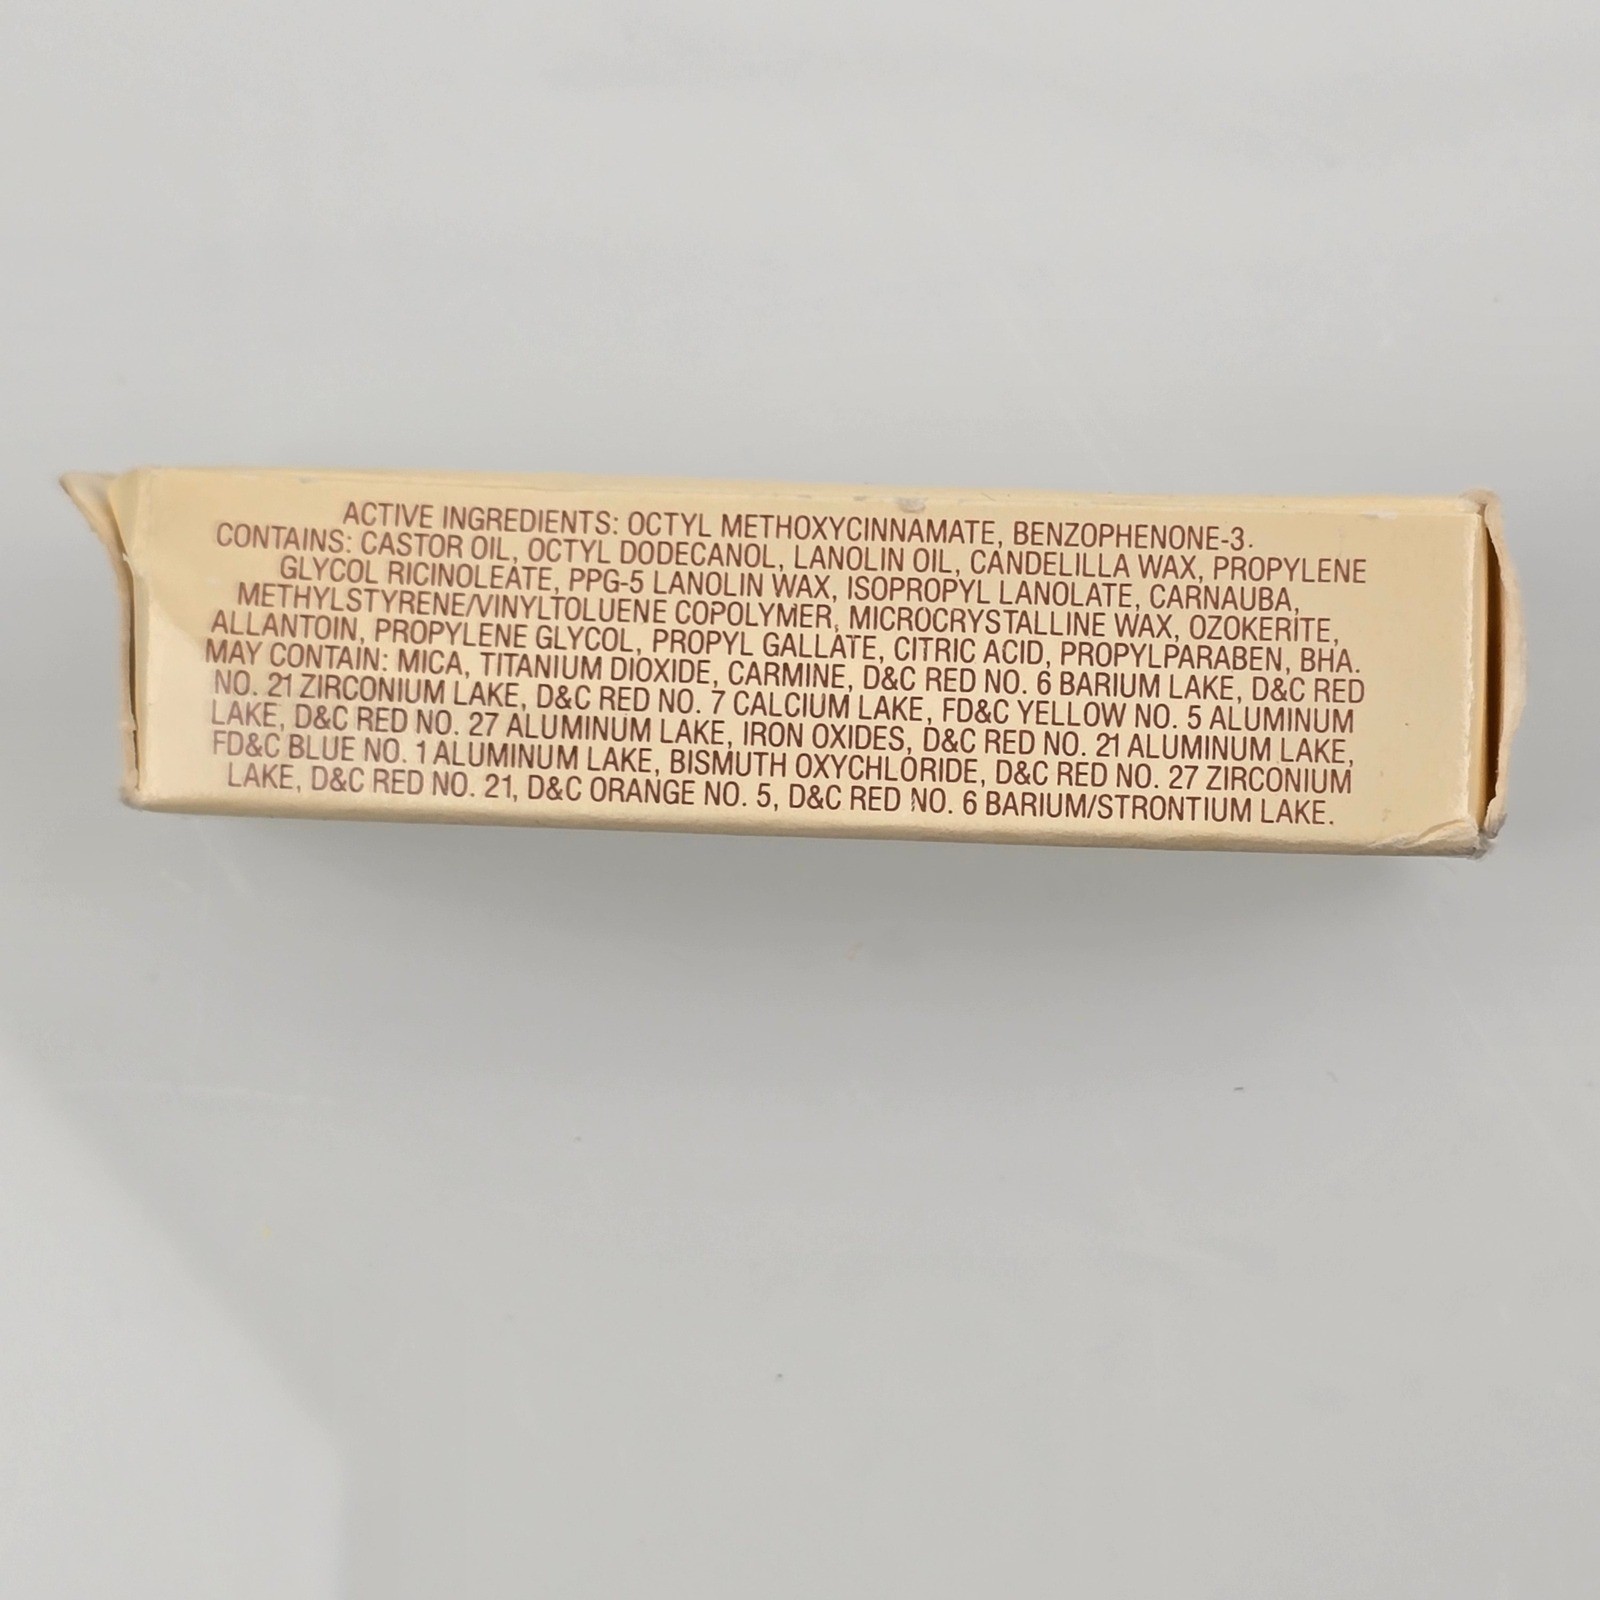 ACTIVE INGREDIENTS: OCTYL METHOXYCINNAMATE, BENZOPHENONE-3.
CONTAINS: CASTOR OIL, OCTYL DODECANOL, LANOLIN OIL, CANDELILLA WAX, PROPYLENE
GLYCOL RICINOLEATE, PPG-5 LANOLIN WAX, ISOPROPYL LANOLATE, CARNAUBA,
METHYLSTYRENE/VINYLTOLUENE COPOLYMER, MICROCRYSTALLINE WAX, OZOKERITE,
ALLANTOIN, PROPYLENE GLYCOL, PROPYL GALLATE, CITRIC ACID, PROPYLPARABEN, BHA.
MAY CONTAIN: MICA, TITANIUM DIOXIDE, CARMINE, D&C RED NO. 6 BARIUM LAKE, D&C RED
NO. 21 ZIRCONIUM LAKE, D&C RED NO. 7 CALCIUM LAKE, FD&C YELLOW NO. 5 ALUMINUM
LAKE, D&C RED NO. 27 ALUMINUM LAKE, IRON OXIDES, D&C RED NO. 21 ALUMINUM LAKE,
FD&C BLUE NO. 1 ALUMINUM LAKE, BISMUTH OXYCHLORIDE, D&C RED NO. 27 ZIRCONIUM
LAKE, D&C RED NO. 21, D&C ORANGE NO. 5, D&C RED NO. 6 BARIUM/STRONTIUM LAKE.